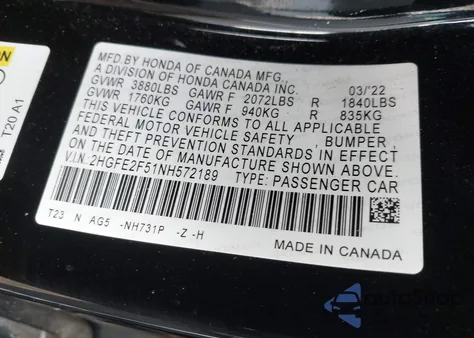 MFD.BY HONDA OF CANADA MFG.,
A DIVISION OF HONDA CANADA INC. 03/'22
GVWR 3880LBS GAWR F 2072LBS R 1840LBS
GVWR 1760KG GAWR F 940KG R 835KG
THIS VEHICLE CONFORMS TO ALL APPLICABLE
FEDERAL MOTOR VEHICLE SAFETY, BUMPER,
AND THEFT PREVENTION STANDARDS IN EFFECT
ON THE DATE OF MANUFACTURE SHOWN ABOVE.
V.I.N. 2HGFE2F51NH572189 TYPE: PASSENGER CAR
T23 N AG5 -NH731P -Z -H
MADE IN CANADA
T20 A1